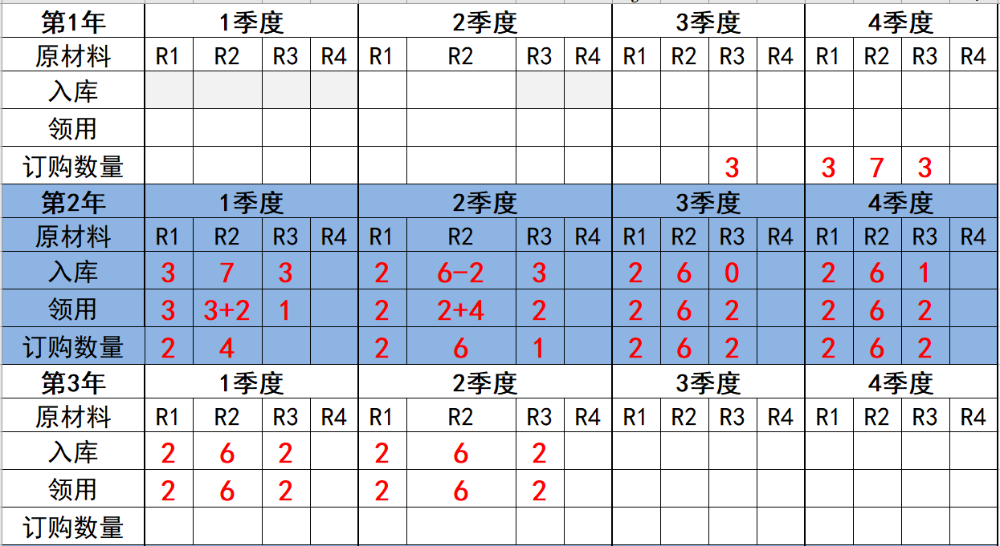 第1年 1季度 2季度 3季度 4季度
原材料 R1 R2 R3 R4 R1 R2 R3 R4 R1 R2 R3 R4 R1 R2 R3 R4
入库
领用
订购数量 3 3 7 3
第2年 1季度 2季度 3季度 4季度
原材料 R1 R2 R3 R4 R1 R2 R3 R4 R1 R2 R3 R4 R1 R2 R3 R4
入库 3 7 3 2 6-2 3 2 6 0 2 6 1
领用 3 3+2 1 2 2+4 2 2 6 2 2 6 2
订购数量 2 4 2 6 1 2 6 2 2 6 2
第3年 1季度 2季度 3季度 4季度
原材料 R1 R2 R3 R4 R1 R2 R3 R4 R1 R2 R3 R4 R1 R2 R3 R4
入库 2 6 2 2 6 2
领用 2 6 2 2 6 2
订购数量